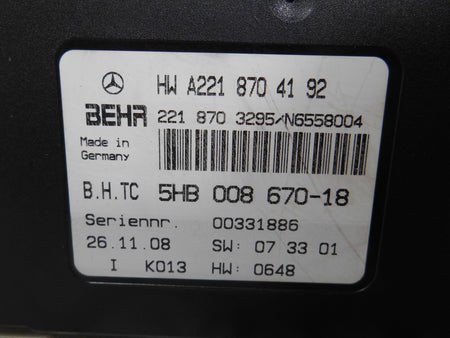 HW A221 870 41 92
BEHR 221 870 3295/N6558004
Made in
Germany
B.H.TC 5HB 008 670-18
Seriennr. 00331886
26.11.08 SW: 07 33 01
I K013 HW: 0648